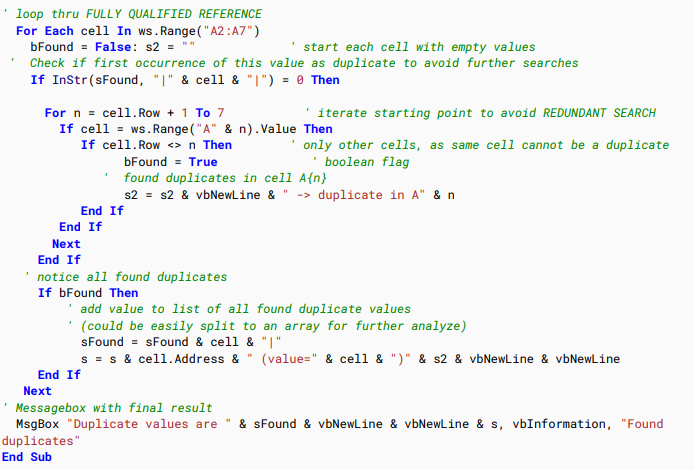 ' loop thru FULLY QUALIFIED REFERENCE
For Each cell In ws.Range("A2:A7")
bFound = False: s2 = "" ' start each cell with empty values
' Check if first occurrence of this value as duplicate to avoid further searches
If InStr(sFound, "|" & cell & "|") = 0 Then
For n = cell.Row + 1 To 7 ' iterate starting point to avoid REDUNDANT SEARCH
If cell = ws.Range("A" & n).Value Then
If cell.Row <> n Then ' only other cells, as same cell cannot be a duplicate
bFound = True ' boolean flag
' found duplicates in cell A{n}
s2 = s2 & vbNewLine & " -> duplicate in A" & n
End If
End If
Next
End If
' notice all found duplicates
If bFound Then
' add value to list of all found duplicate values
' (could be easily split to an array for further analyze)
sFound = sFound & cell & "|"
s = s & cell.Address & " (value=" & cell & ")" & s2 & vbNewLine & vbNewLine
End If
Next
' Messagebox with final result
MsgBox "Duplicate values are " & sFound & vbNewLine & vbNewLine & s, vbInformation, "Found
duplicates"
End Sub